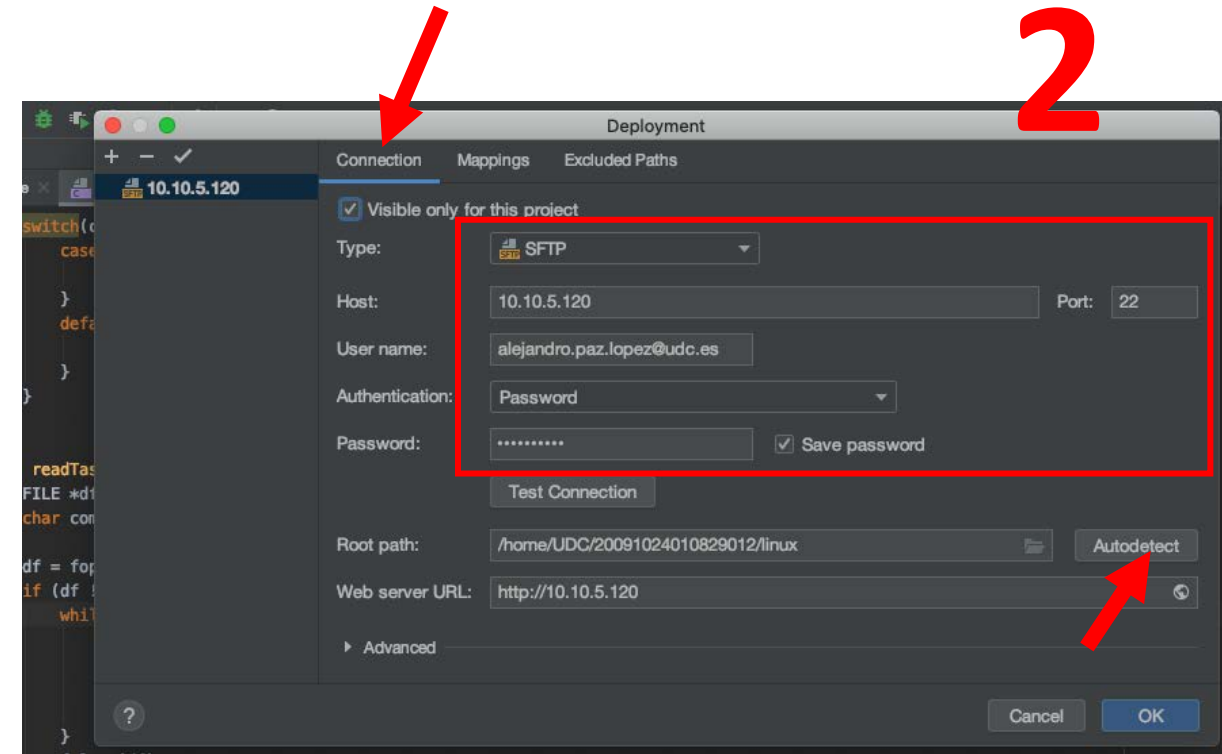 2
Deployment
+ − ✓
Connection Mappings Excluded Paths
SFTP 10.10.5.120
Visible only for this project
switch(
case
Type: SFTP SFTP
}
Host: 10.10.5.120 Port: 22
defa
User name: alejandro.paz.lopez@udc.es
}
}
Authentication: Password
Password: •••••••••• Save password
readTas
FILE *df
Test Connection
char com
Root path: /home/UDC/20091024010829012/linux Autodetect
df = fop
if (df !
Web server URL: http://10.10.5.120
whil
Advanced
? Cancel OK
}